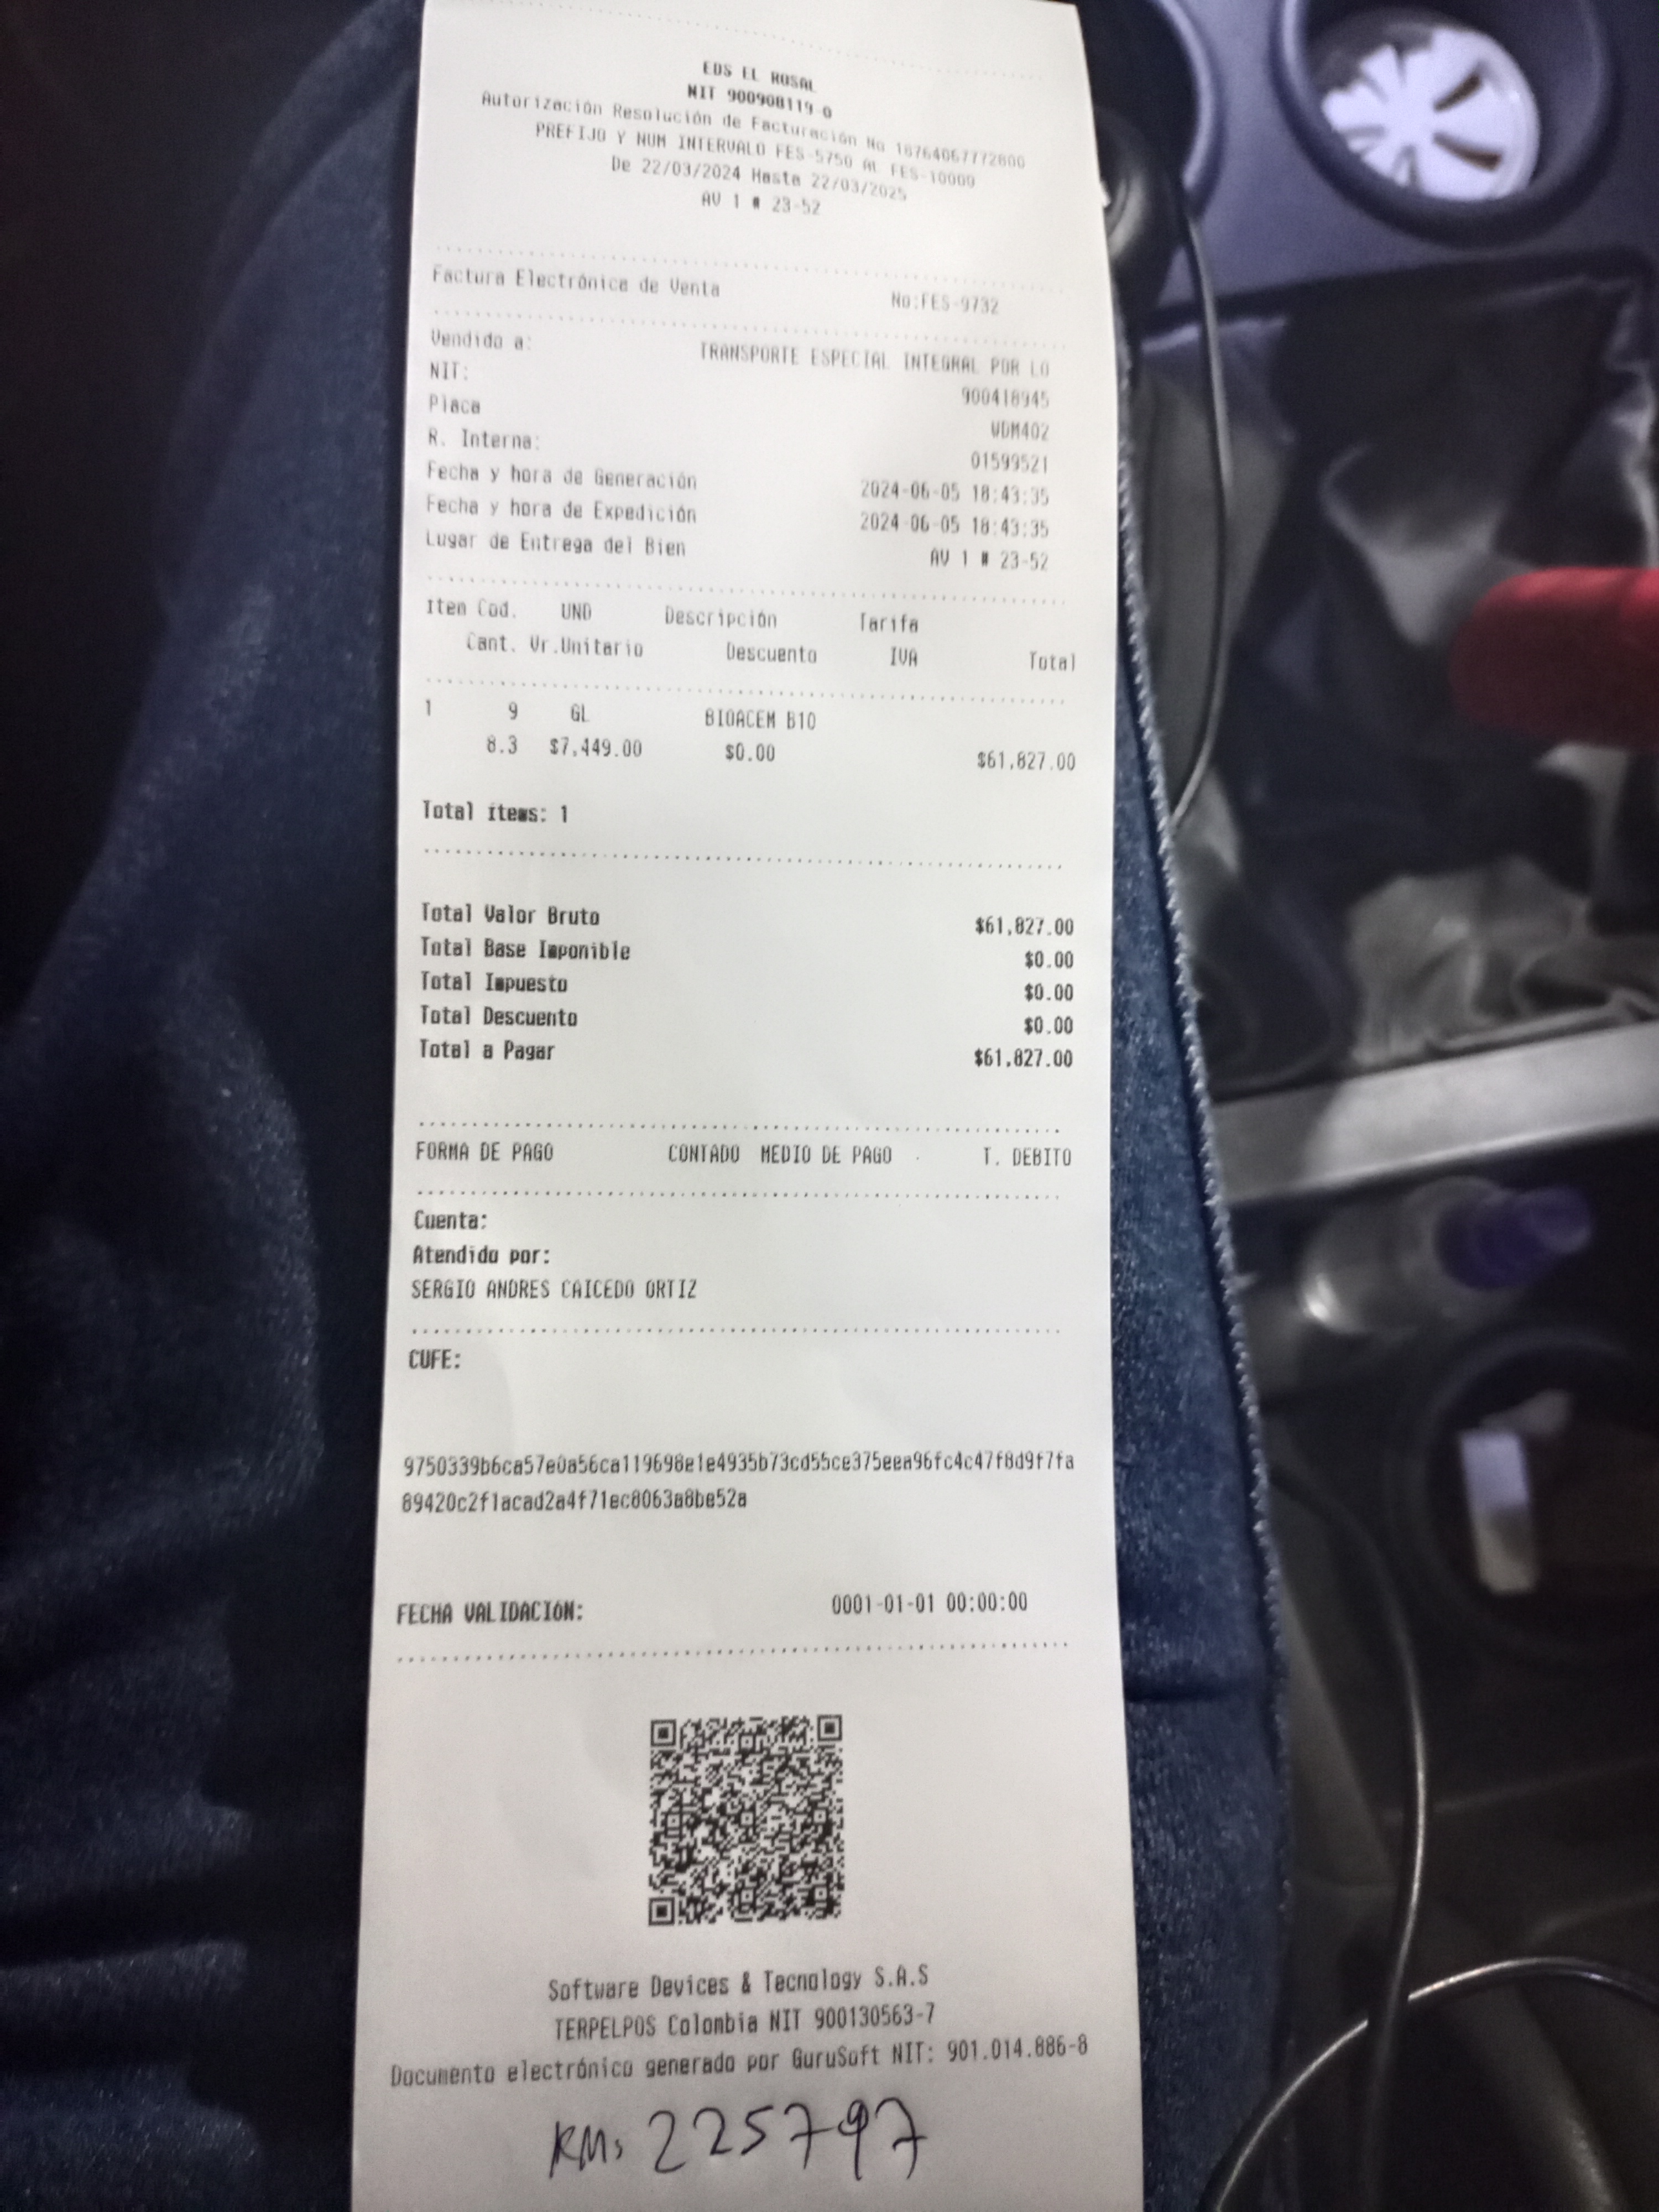 EDS EL ROSAL
NIT 900908119-0
Autorización Resolución de Facturación No 18764067772800
PREFIJO Y NUM INTERVALO FES-5750 AL FES-10009
De 22/03/2024 Hasta 22/03/2025
AV 1 # 23-52
Factura Electrónica de Venta No:FES-9732
Vendido a: TRANSPORTE ESPECIAL INTEGRAL POR LO
NIT: 900418945
Placa WDM402
R. Interna: 01599521
Fecha y hora de Generación 2024-06-05 18:43:35
Fecha y hora de Expedición 2024-06-05 18:43:35
Lugar de Entrega del Bien AV 1 # 23-52
Item Cod. UND Descripción Tarifa
Cant. Vr.Unitario Descuento IVA Total
1 9 GL BIOACEM B10
8.3 $7,449.00 $0.00 $61,827.00
Total ítems: 1
Total Valor Bruto $61,827.00
Total Base Imponible $0.00
Total Impuesto $0.00
Total Descuento $0.00
Total a Pagar $61,827.00
FORMA DE PAGO CONTADO MEDIO DE PAGO T. DEBITO
Cuenta:
Atendido por:
SERGIO ANDRES CAICEDO ORTIZ
CUFE:
9750339b6ca57e0a56ca119698e1e4935b73cd55ce375eea96fc4c47f8d9f7fa
89420c2f1acad2a4f71ec8063a8be52a
FECHA VALIDACIÓN: 0001-01-01 00:00:00
Software Devices & Tecnology S.A.S
TERPELPOS Colombia NIT 900130563-7
Documento electrónico generado por GuruSoft NIT: 901.014.886-8
KM: 225797